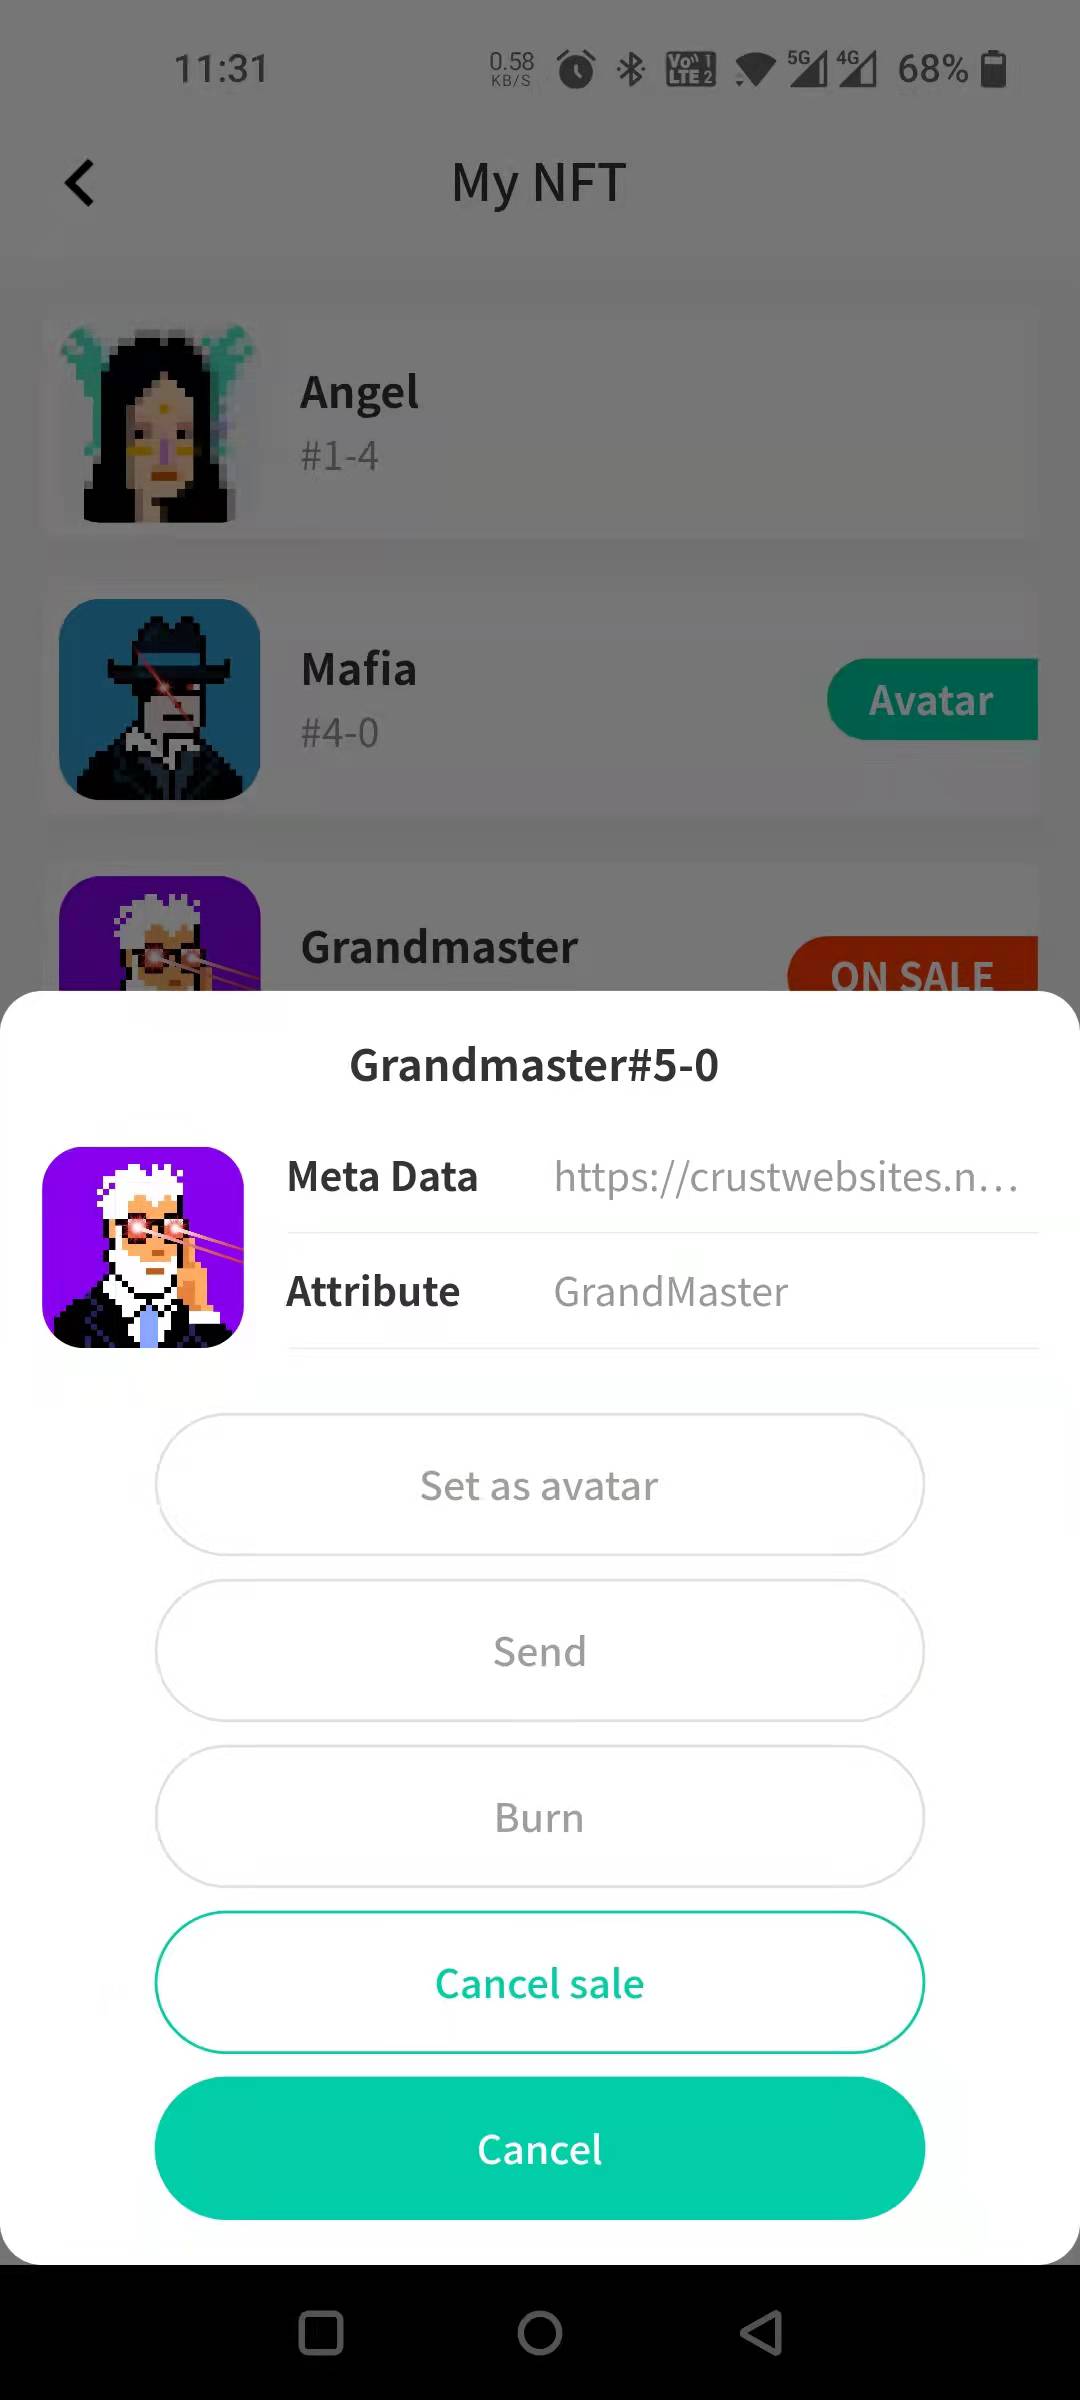 11:31
0.58
KB/S
Vo 1
LTE 2
5G
4G
68%
My NFT
Angel
#1-4
Mafia
#4-0
Avatar
Grandmaster
ON SALE
Grandmaster#5-0
Meta Data
https://crustwebsites.n…
Attribute
GrandMaster
Set as avatar
Send
Burn
Cancel sale
Cancel